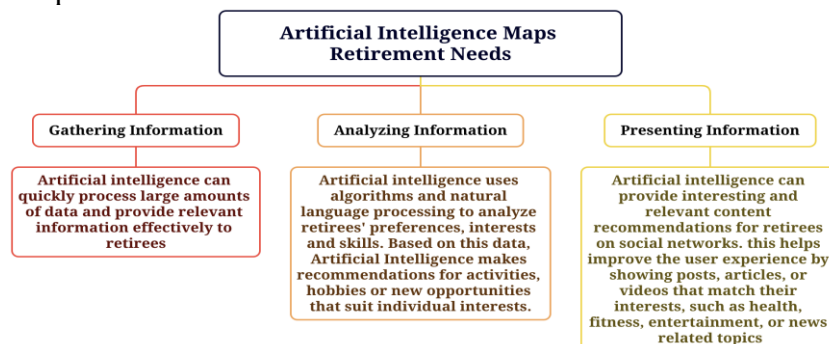 Artificial Intelligence Maps
Retirement Needs
Gathering Information
Artificial intelligence can
quickly process large amounts
of data and provide relevant
information effectively to
retirees
Analyzing Information
Artificial intelligence uses
algorithms and natural
language processing to analyze
retirees' preferences, interests
and skills. Based on this data,
Artificial Intelligence makes
recommendations for activities,
hobbies or new opportunities
that suit individual interests.
Presenting Information
Artificial intelligence can
provide interesting and
relevant content
recommendations for retirees
on social networks. this helps
improve the user experience by
showing posts, articles, or
videos that match their
interests, such as health,
fitness, entertainment, or news
related topics